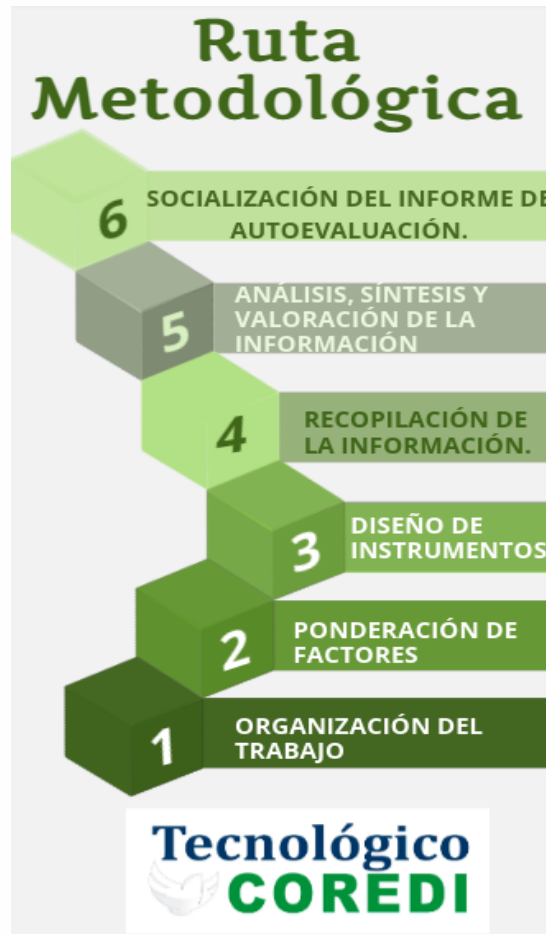 Ruta
Metodológica
6
SOCIALIZACIÓN DEL INFORME DE
AUTOEVALUACIÓN.
5
ANÁLISIS, SÍNTESIS Y
VALORACIÓN DE LA
INFORMACIÓN
4
RECOPILACIÓN DE
LA INFORMACIÓN.
3
DISEÑO DE
INSTRUMENTOS
2
PONDERACIÓN DE
FACTORES
1
ORGANIZACIÓN DEL
TRABAJO
Tecnológico
COREDI